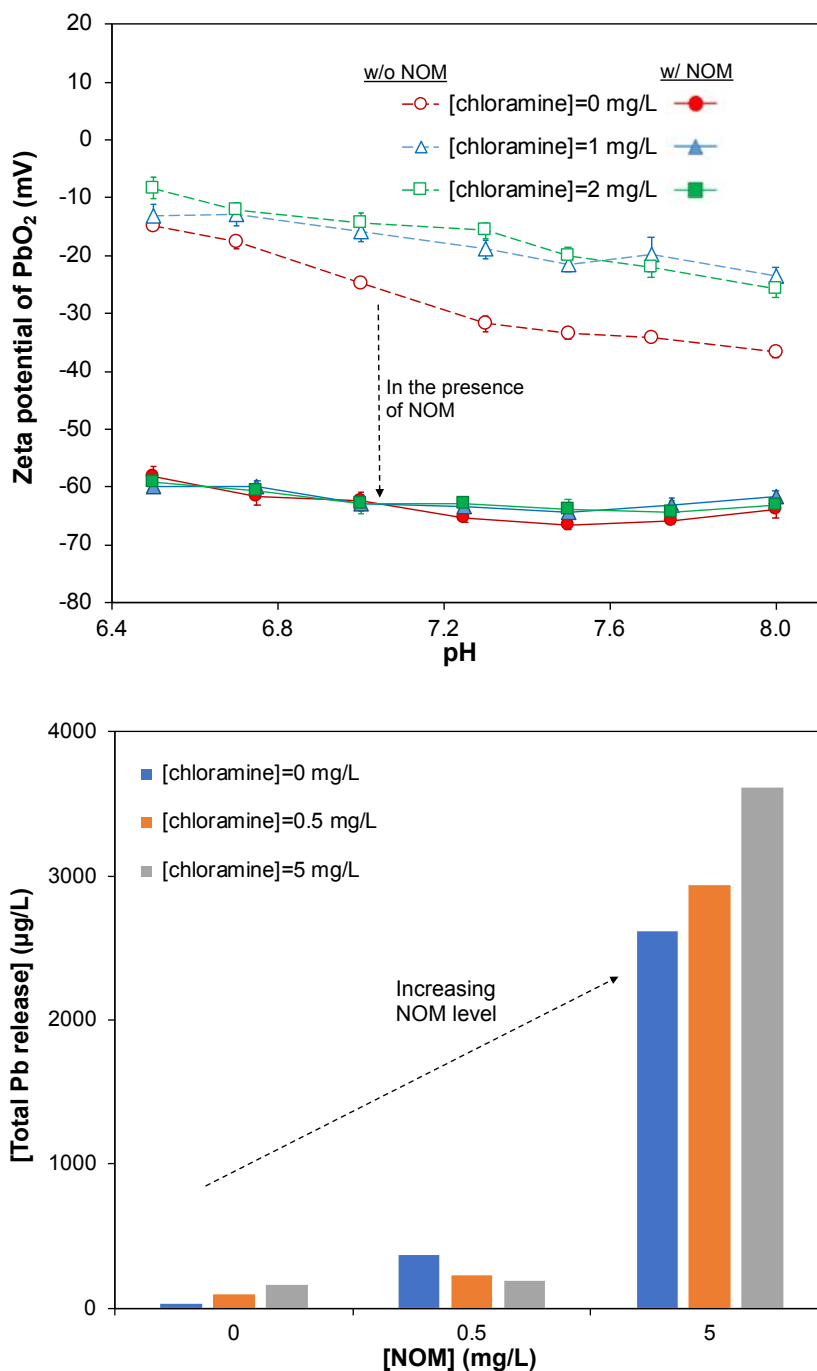 20
10
0
-10
-20
-30
-40
-50
-60
-70
-80
Zeta potential of PbO₂ (mV)
w/o NOM
w/ NOM
[chloramine]=0 mg/L
[chloramine]=1 mg/L
[chloramine]=2 mg/L
In the presence
of NOM
6.4 6.8 7.2 7.6 8.0
pH
4000
3000
2000
1000
0
[Total Pb release] (µg/L)
[chloramine]=0 mg/L
[chloramine]=0.5 mg/L
[chloramine]=5 mg/L
Increasing
NOM level
0 0.5 5
[NOM] (mg/L)